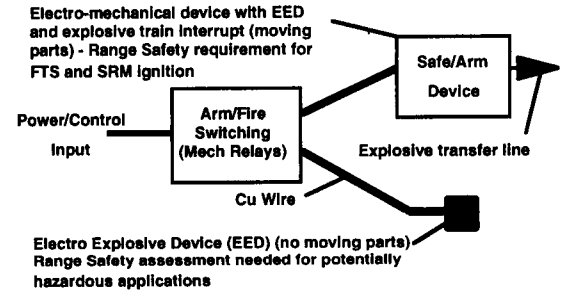 Electro-mechanical device with EED
and explosive train interrupt (moving
parts) - Range Safety requirement for
FTS and SRM ignition
Safe/Arm
Device
Power/Control
Input
Arm/Fire
Switching
(Mech Relays)
Explosive transfer line
Cu Wire
Electro Explosive Device (EED) (no moving parts)
Range Safety assessment needed for potentially
hazardous applications